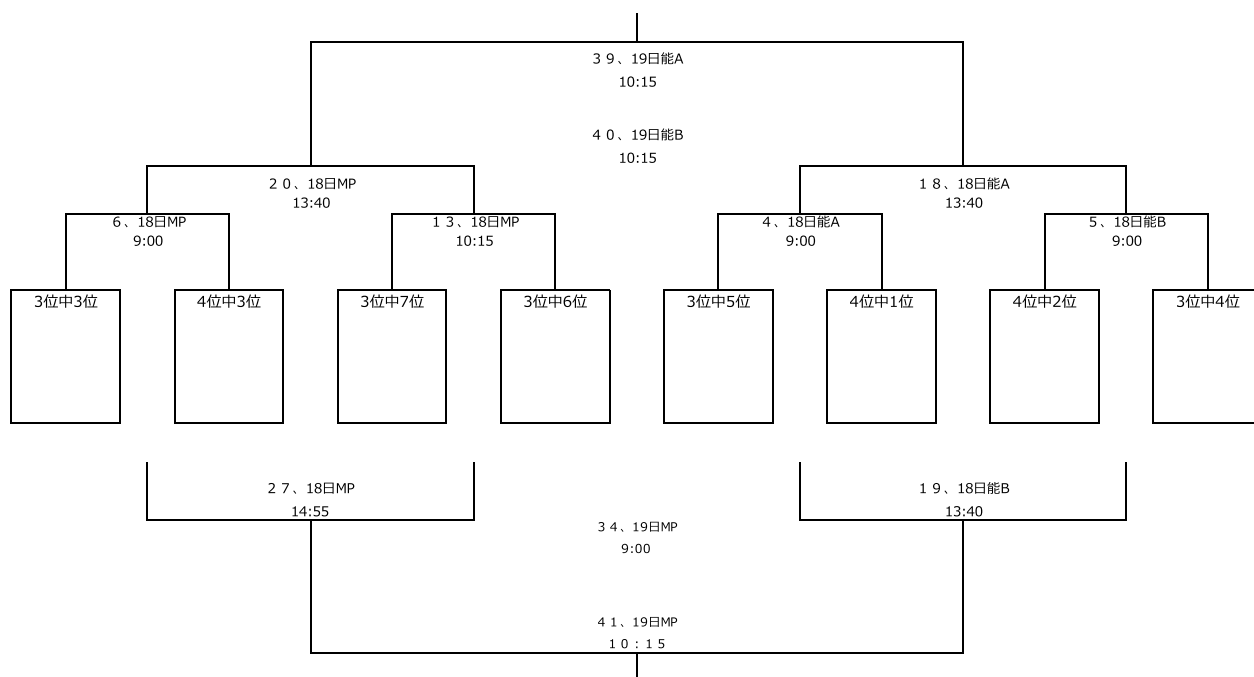 ３９、19日能A
10:15
４０、19日能B
10:15
２０、18日MP
13:40
１８、18日能A
13:40
6、18日MP
9:00
１３、18日MP
10:15
4、18日能A
9:00
5、18日能B
9:00
3位中3位
4位中3位
3位中7位
3位中6位
3位中5位
4位中1位
4位中2位
3位中4位
２７、18日MP
14:55
１９、18日能B
13:40
３４、19日MP
9:00
４１、19日MP
１０：１５